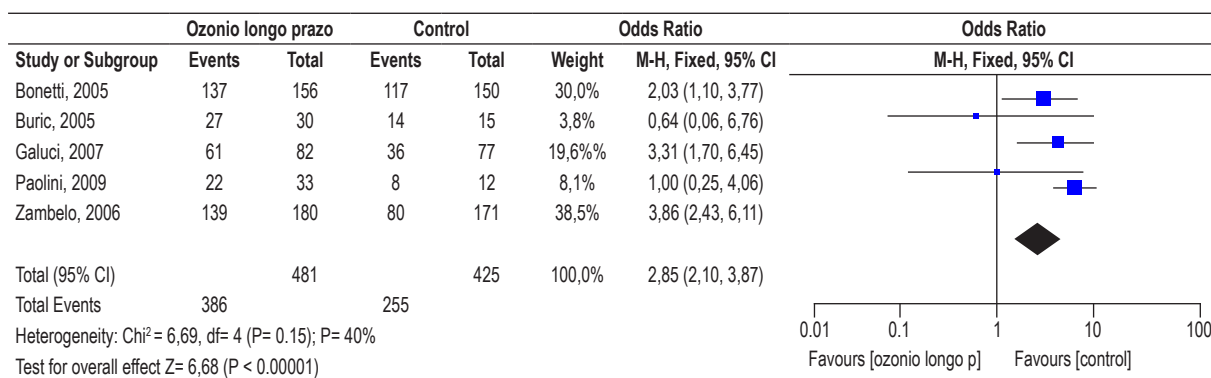 Ozonio longo prazo Control Odds Ratio Odds Ratio
Study or Subgroup Events Total Events Total Weight M-H, Fixed, 95% CI M-H, Fixed, 95% CI
Bonetti, 2005 137 156 117 150 30,0% 2,03 (1,10, 3,77)
Buric, 2005 27 30 14 15 3,8% 0,64 (0,06, 6,76)
Galuci, 2007 61 82 36 77 19,6%% 3,31 (1,70, 6,45)
Paolini, 2009 22 33 8 12 8,1% 1,00 (0,25, 4,06)
Zambelo, 2006 139 180 80 171 38,5% 3,86 (2,43, 6,11)
Total (95% CI) 481 425 100,0% 2,85 (2,10, 3,87)
Total Events 386 255
Heterogeneity: Chi² = 6,69, df= 4 (P= 0.15); P= 40%
Test for overall effect Z= 6,68 (P < 0.00001)
0.01 0.1 1 10 100
Favours [ozonio longo p] Favours [control]